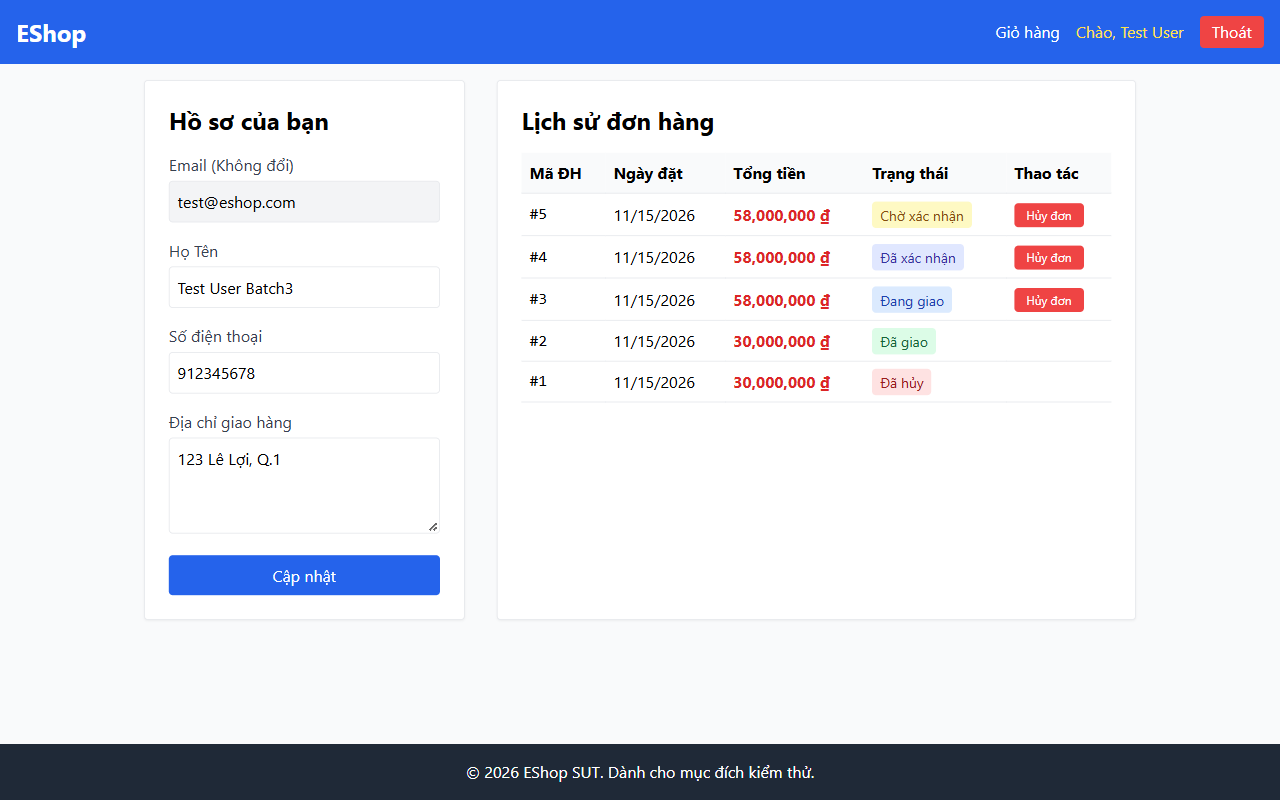 EShop
Giỏ hàng Chào, Test User Thoát
Hồ sơ của bạn
Email (Không đổi)
test@eshop.com
Họ Tên
Test User Batch3
Số điện thoại
912345678
Địa chỉ giao hàng
123 Lê Lợi, Q.1
Cập nhật
Lịch sử đơn hàng
Mã ĐH Ngày đặt Tổng tiền Trạng thái Thao tác
#5 11/15/2026 58,000,000 ₫ Chờ xác nhận Hủy đơn
#4 11/15/2026 58,000,000 ₫ Đã xác nhận Hủy đơn
#3 11/15/2026 58,000,000 ₫ Đang giao Hủy đơn
#2 11/15/2026 30,000,000 ₫ Đã giao
#1 11/15/2026 30,000,000 ₫ Đã hủy
© 2026 EShop SUT. Dành cho mục đích kiểm thử.